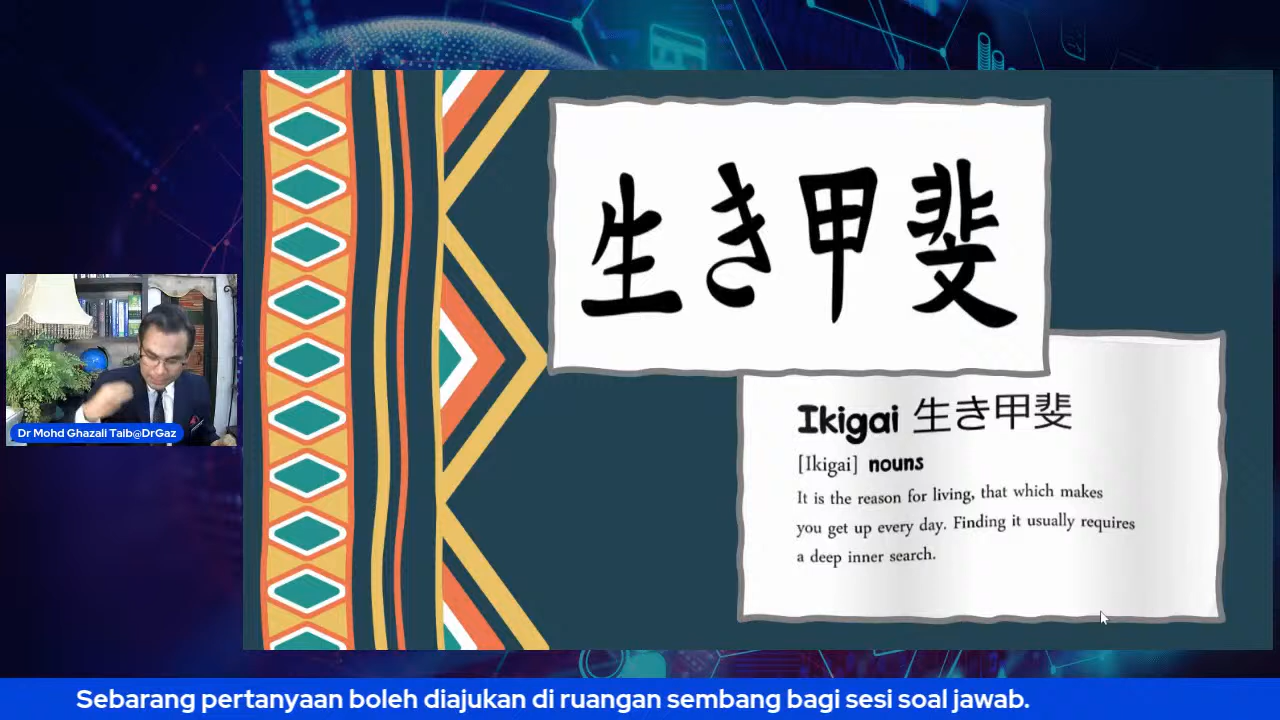 生き甲斐
Ikigai 生き甲斐
[Ikigai] nouns
It is the reason for living, that which makes
you get up every day. Finding it usually requires
a deep inner search.
Dr Mohd Ghazali Taib@DrGaz
Sebarang pertanyaan boleh diajukan di ruangan sembang bagi sesi soal jawab.